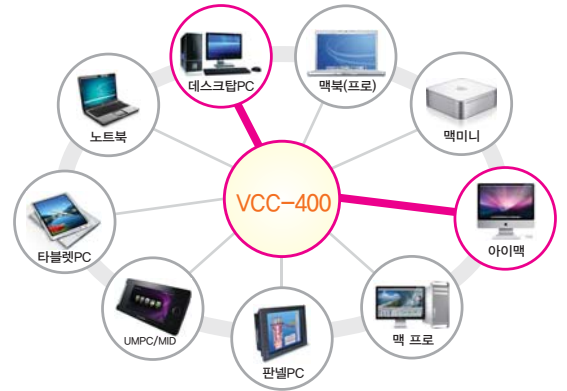 데스크탑PC
맥북(프로)
노트북
맥미니
VCC-400
타블렛PC
아이맥
UMPC/MID
맥 프로
판넬PC